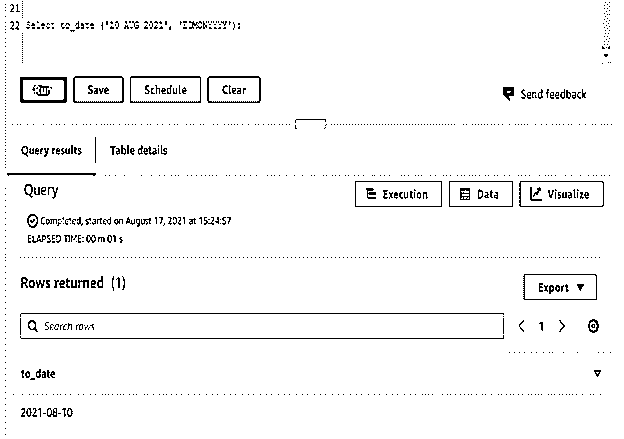 21
22 Select to_date ('20 AUG 2021', 'DDMONYYYY');
Run Save Schedule Clear Send feedback
Query results Table details
Query Execution Data Visualize
Completed, started on August 17, 2021 at 15:24:57
ELAPSED TIME: 00 m 01 s
Rows returned (1) Export
Search rows 1
to_date
2021-08-10